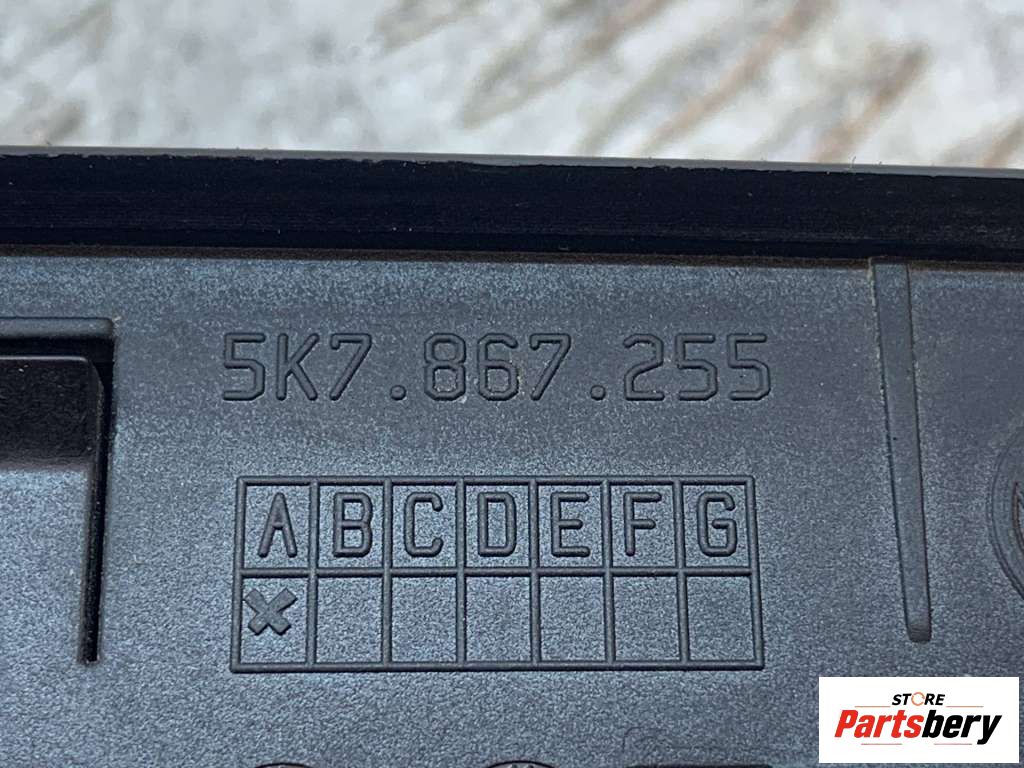 5K7.867.255
A B C D E F G
X
STORE
Partsbery